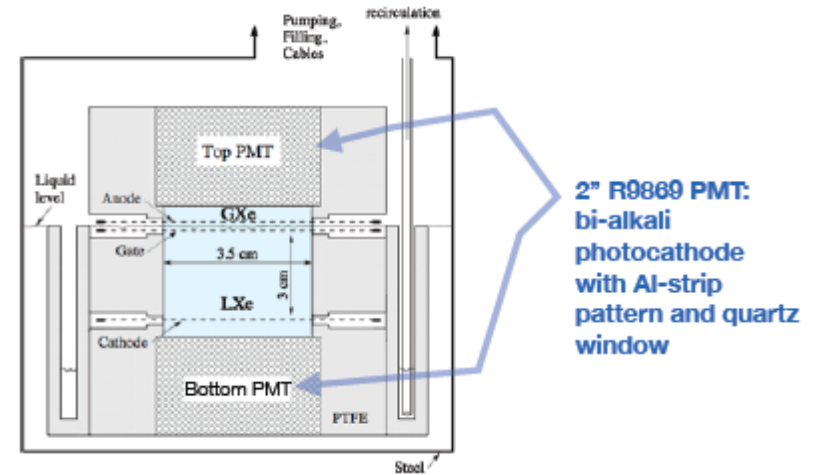 Pumping,
Filling,
Cables
recirculation
Top PMT
Liquid
level
Anode
GXe
Gate
3.5 cm
3 cm
LXe
Cathode
Bottom PMT
PTFE
Steel
2” R9869 PMT:
bi-alkali
photocathode
with Al-strip
pattern and quartz
window